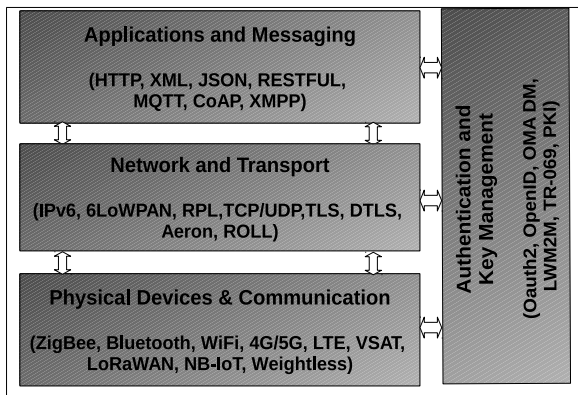 Applications and Messaging
(HTTP, XML, JSON, RESTFUL,
MQTT, CoAP, XMPP)
Network and Transport
(IPv6, 6LoWPAN, RPL,TCP/UDP,TLS, DTLS,
Aeron, ROLL)
Physical Devices & Communication
(ZigBee, Bluetooth, WiFi, 4G/5G, LTE, VSAT,
LoRaWAN, NB-IoT, Weightless)
Authentication and
Key Management
(Oauth2, OpenID, OMA DM,
LWM2M, TR-069, PKI)